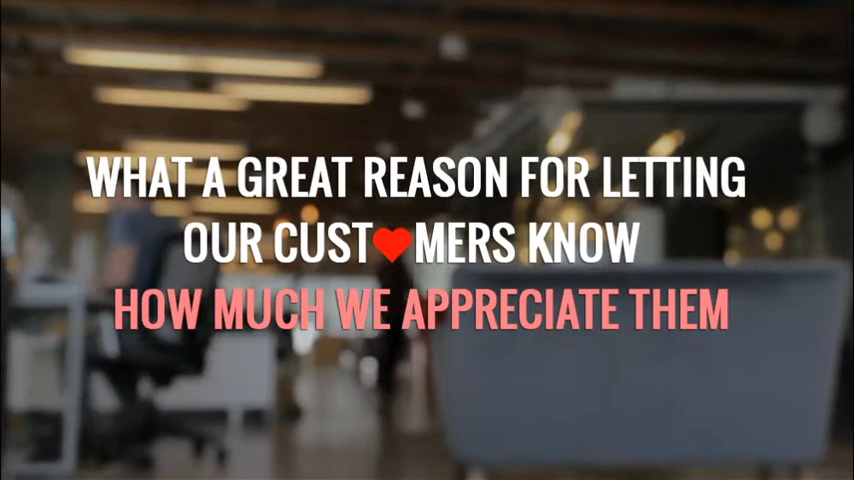 WHAT A GREAT REASON FOR LETTING
OUR CUST❤MERS KNOW
HOW MUCH WE APPRECIATE THEM